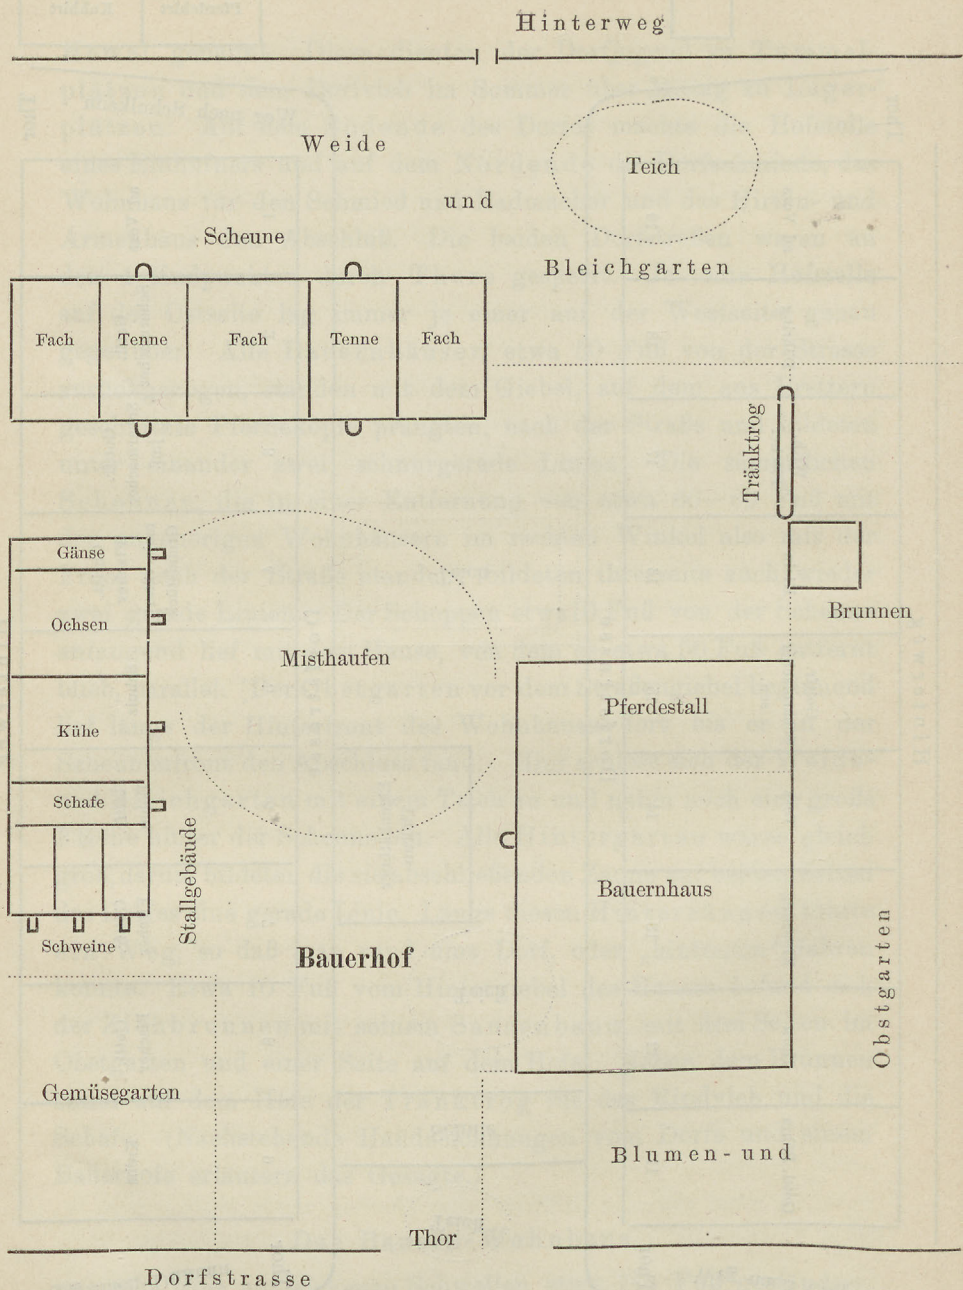 Hinterweg
Weide
und
Teich
Bleichgarten
Scheune
Fach
Tenne
Fach
Tenne
Fach
Tränktrog
Brunnen
Gänse
Ochsen
Kühe
Schafe
Schweine
Stallgebäude
Misthaufen
Pferdestall
Bauernhaus
Bauerhof
Obstgarten
Gemüsegarten
Blumen- und
Thor
Dorfstrasse